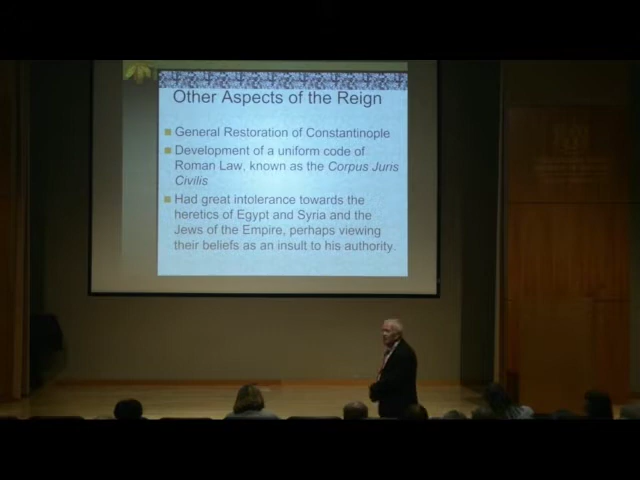 Other Aspects of the Reign
General Restoration of Constantinople
Development of a uniform code of
Roman Law, known as the Corpus Juris
Civilis
Had great intolerance towards the
heretics of Egypt and Syria and the
Jews of the Empire, perhaps viewing
their beliefs as an insult to his authority.